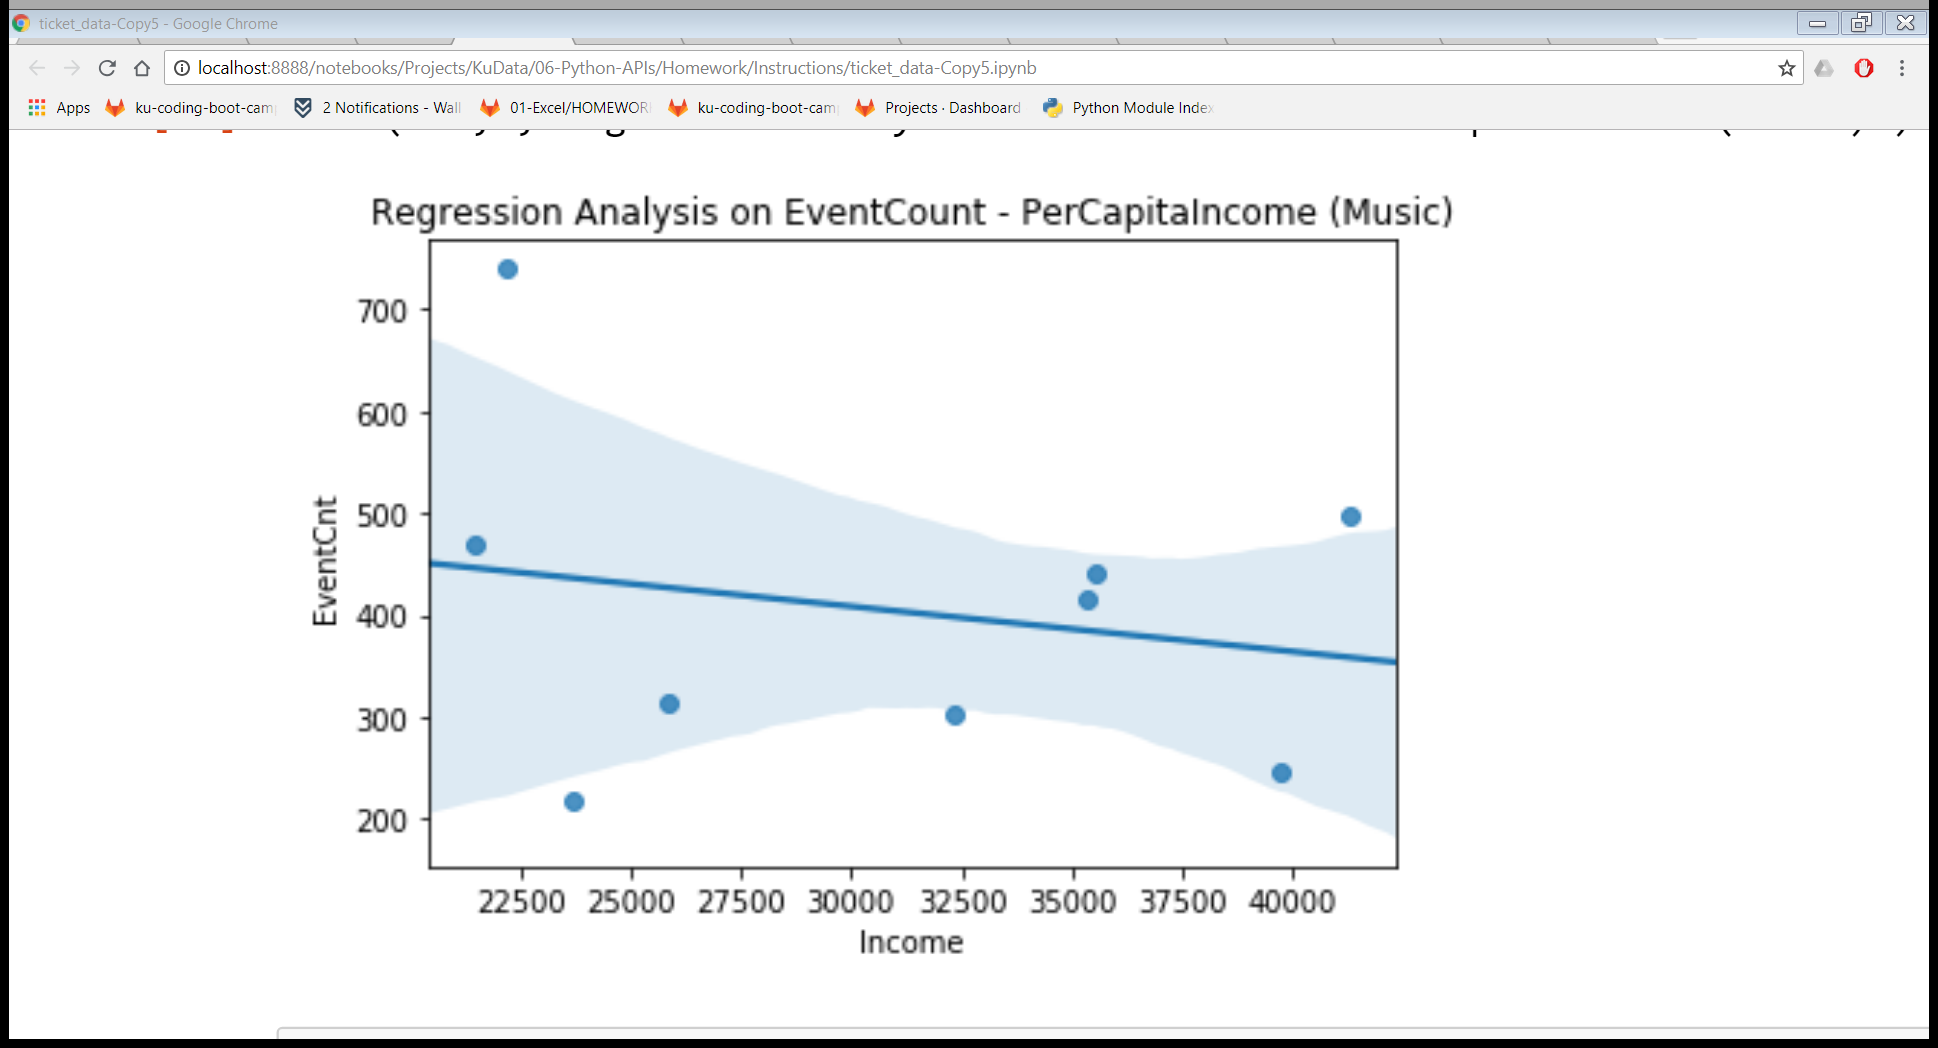 ticket_data-Copy5 - Google Chrome
localhost:8888/notebooks/Projects/KuData/06-Python-APIs/Homework/Instructions/ticket_data-Copy5.ipynb
Apps ku-coding-boot-cam 2 Notifications - Wall 01-Excel/HOMEWOR ku-coding-boot-cam Projects · Dashboard Python Module Index
Regression Analysis on EventCount - PerCapitaIncome (Music)
700
600
500
400
300
200
EventCnt
22500 25000 27500 30000 32500 35000 37500 40000
Income